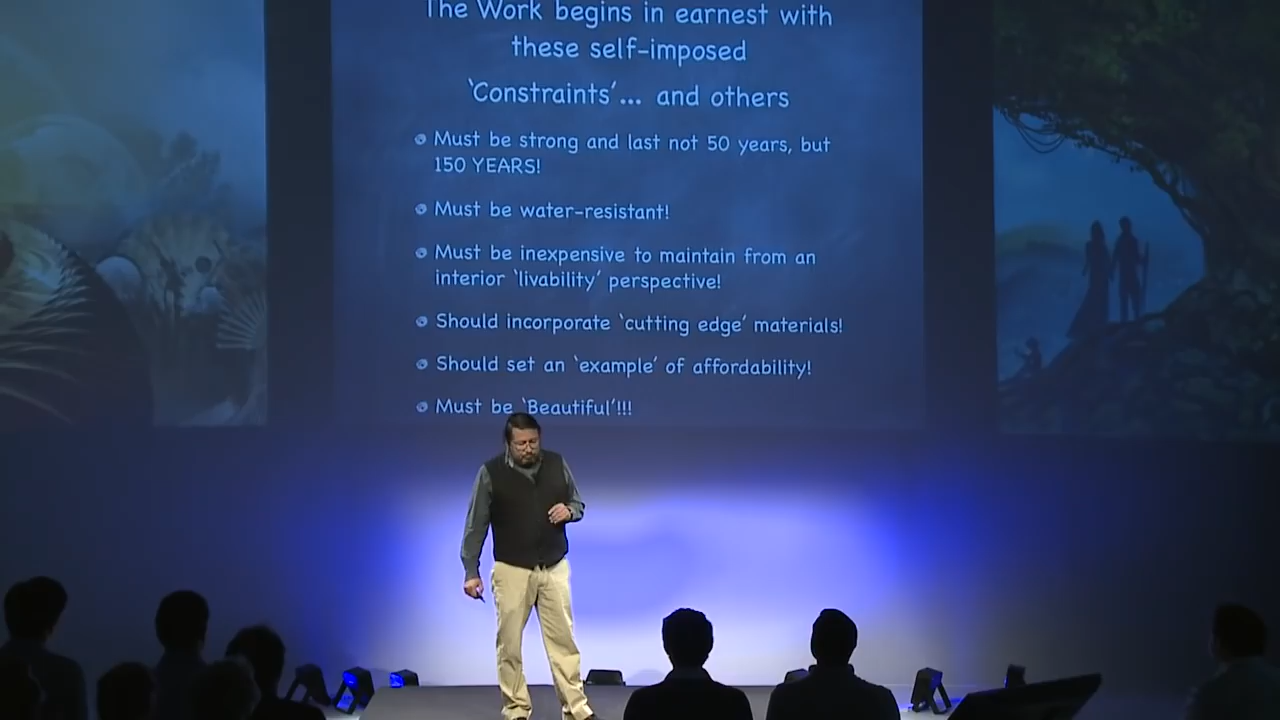 The Work begins in earnest with
these self-imposed
‘Constraints’... and others
Must be strong and last not 50 years, but
150 YEARS!
Must be water-resistant!
Must be inexpensive to maintain from an
interior ‘livability’ perspective!
Should incorporate ‘cutting edge’ materials!
Should set an ‘example’ of affordability!
Must be ‘Beautiful’!!!